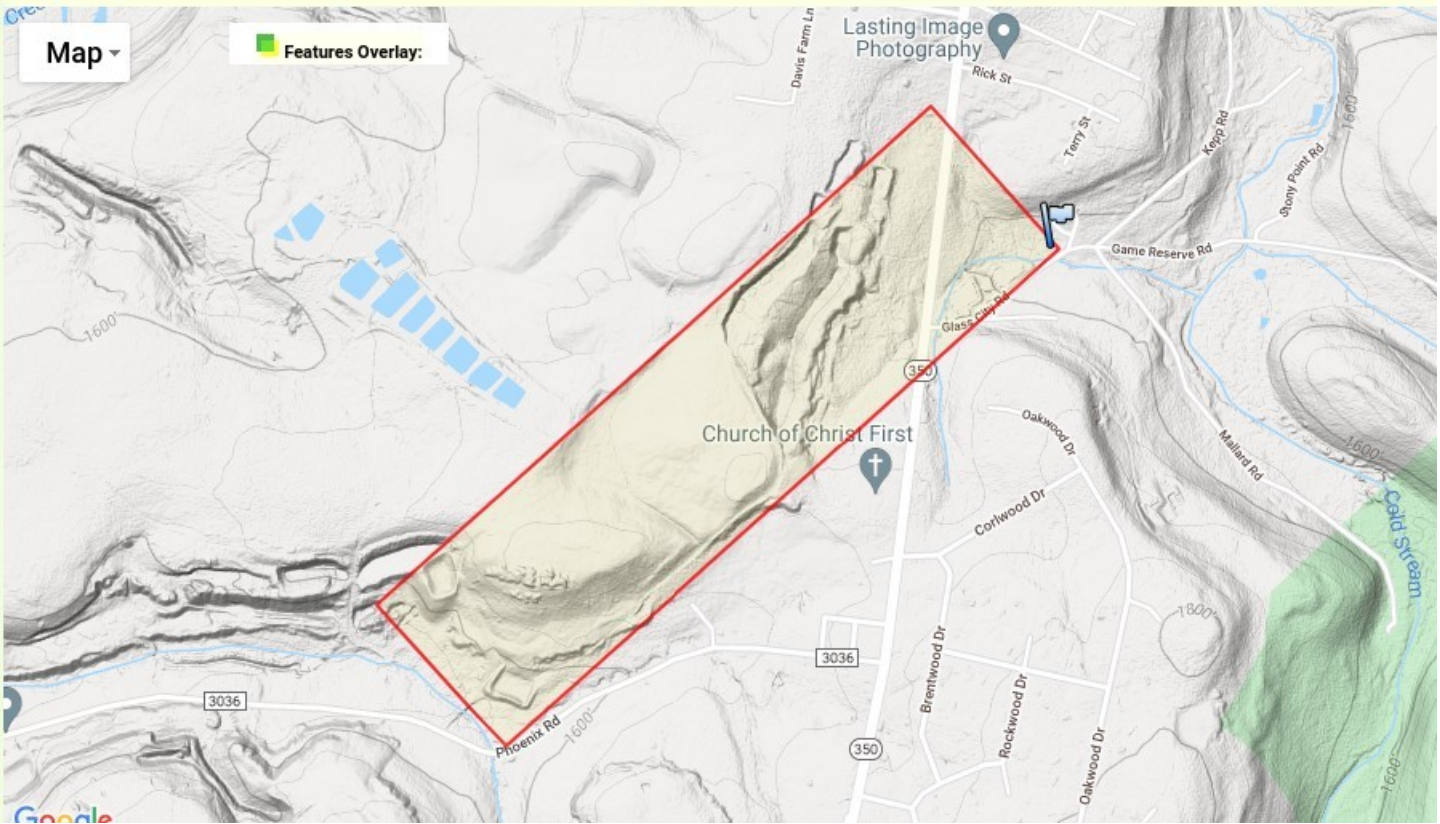 Cree
Map
Features Overlay:
Davis Farm Ln
Lasting Image
Photography
Rick St
Terry St
Kepp Rd
1600'
Stony Point Rd
Game Reserve Rd
1600'
Glass City Rd
350
Church of Christ First
Oakwood Dr
Mallard Rd
1600'
Corlwood Dr
Cold Stream
1800'
3036
3036
Brentwood Dr
Rockwood Dr
Oakwood Dr
Phoenix Rd
1600'
350
1600'
Google